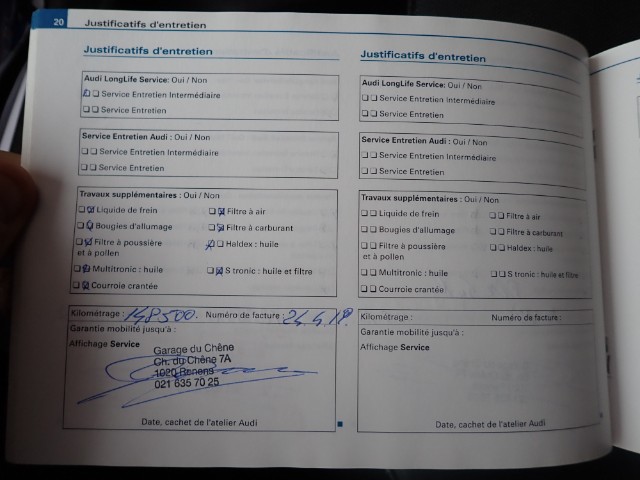 20 Justificatifs d'entretien
Justificatifs d'entretien
Audi LongLife Service: Oui / Non
Service Entretien Intermédiaire
Service Entretien
Service Entretien Audi : Oui / Non
Service Entretien Intermédiaire
Service Entretien
Travaux supplémentaires : Oui / Non
Liquide de frein Filtre à air
Bougies d'allumage Filtre à carburant
Filtre à poussière Haldex : huile
et à pollen
Multitronic : huile S tronic : huile et filtre
Courroie crantée
Kilométrage : 148500. Numéro de facture : 24.4.18.
Garantie mobilité jusqu'à :
Affichage Service
Garage du Chêne
Ch. du Chêne 7A
1020 Renens
021 635 70 25
Date, cachet de l'atelier Audi
Justificatifs d'entretien
Audi LongLife Service: Oui / Non
Service Entretien Intermédiaire
Service Entretien
Service Entretien Audi : Oui / Non
Service Entretien Intermédiaire
Service Entretien
Travaux supplémentaires : Oui / Non
Liquide de frein Filtre à air
Bougies d'allumage Filtre à carburant
Filtre à poussière Haldex : huile
et à pollen
Multitronic : huile S tronic : huile et filtre
Courroie crantée
Kilométrage : Numéro de facture :
Garantie mobilité jusqu'à :
Affichage Service
Date, cachet de l'atelier Audi